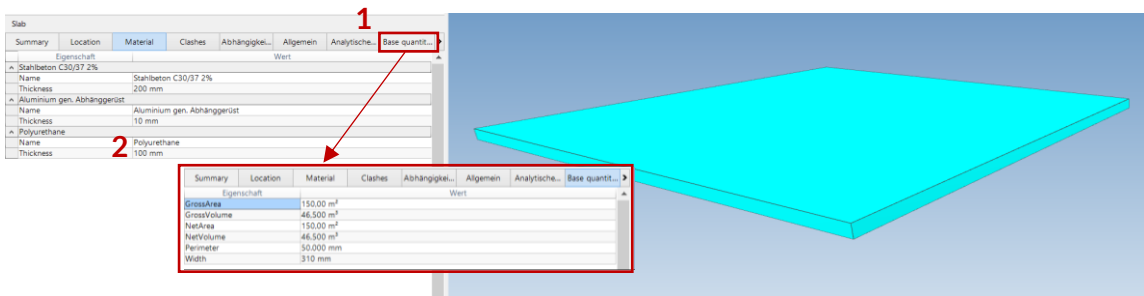 Slab
1
Summary Location Material Clashes Abhängigkei... Allgemein Analytische... Base quantit...
Eigenschaft Wert
Stahlbeton C30/37 2%
Name Stahlbeton C30/37 2%
Thickness 200 mm
Aluminium gen. Abhänggerüst
Name Aluminium gen. Abhänggerüst
Thickness 10 mm
Polyurethane
Name Polyurethane
2
Thickness 100 mm
Summary Location Material Clashes Abhängigkei... Allgemein Analytische... Base quantit...
Eigenschaft Wert
GrossArea 150,00 m²
GrossVolume 46,500 m³
NetArea 150,00 m²
NetVolume 46,500 m³
Perimeter 50.000 mm
Width 310 mm